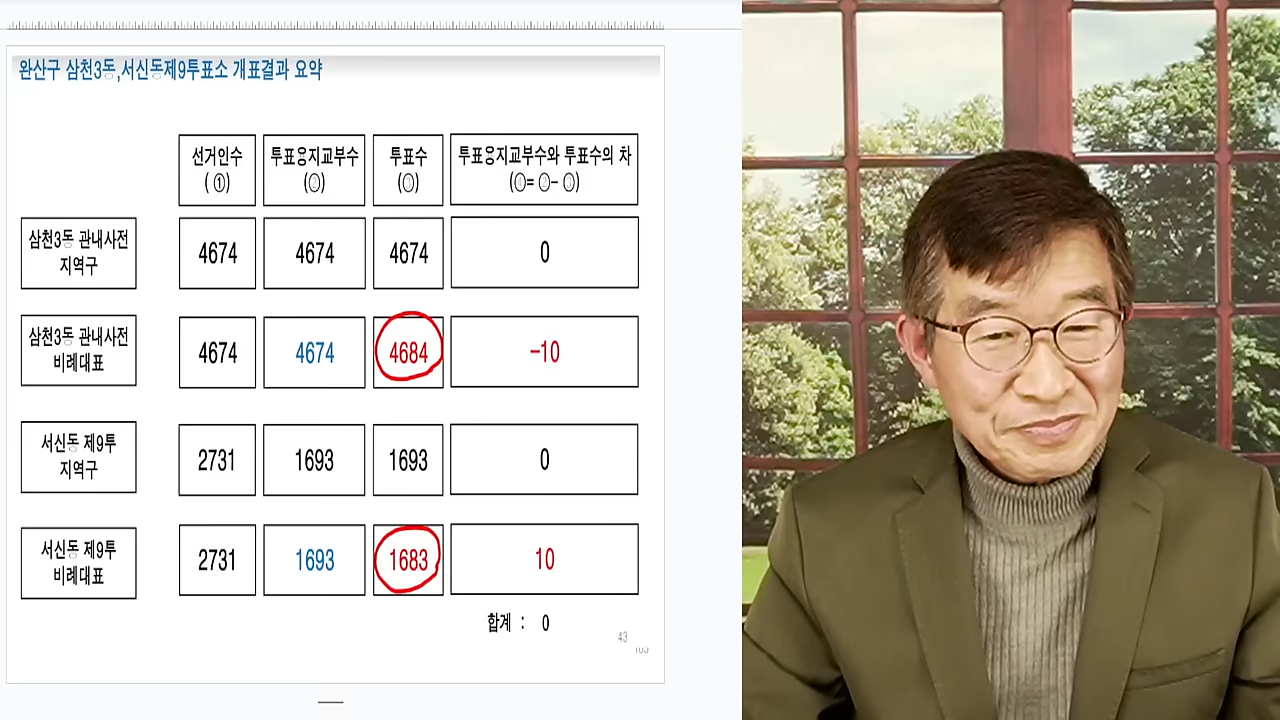 완산구 삼천3동,서신동제9투표소 개표결과 요약
선거인수
(①)
투표용지교부수
투표수
투표용지교부수와 투표수의 차
삼천3동 관내사전
지역구
4674
4674
4674
0
삼천3동 관내사전
비례대표
4674
4674
4684
-10
서신동 제9투
지역구
2731
1693
1693
0
서신동 제9투
비례대표
2731
1693
1683
10
합계 : 0
43